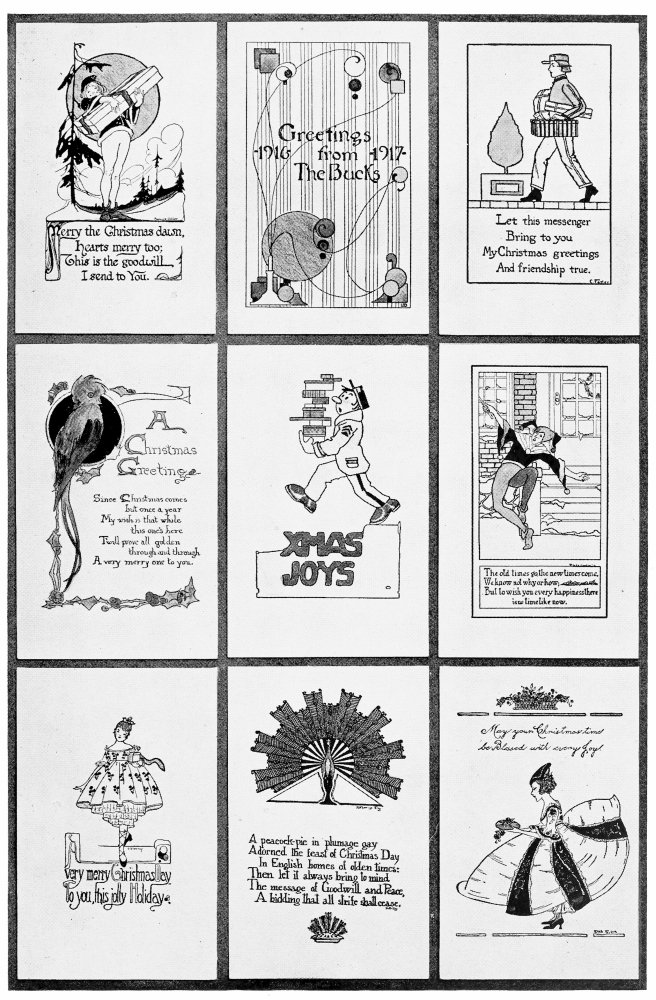 Merry the Christmas dawn,
hearts merry too;
This is the goodwill
I send to You.
Greetings
1916 from 1917
The Bucks
Let this messenger
Bring to you
My Christmas greetings
And friendship true.
A
Christmas
Greeting
Since Christmas comes
but once a year
My wish is that while
this one's here
Twill prove all golden
through and through
A very merry one to you.
XMAS
JOYS
The old times go the new times come,
We know not why or how,
But to wish you every happiness there
is no time like now.
Very merry Christmas Day
to you, this jolly Holiday
A peacock-pie in plumage gay
Adorned the feast of Christmas Day
In English homes of olden times:
Then let it always bring to mind
The message of Goodwill and Peace,
A bidding that all strife shall cease.
May your Christmas time
be Blessed with every Joy!